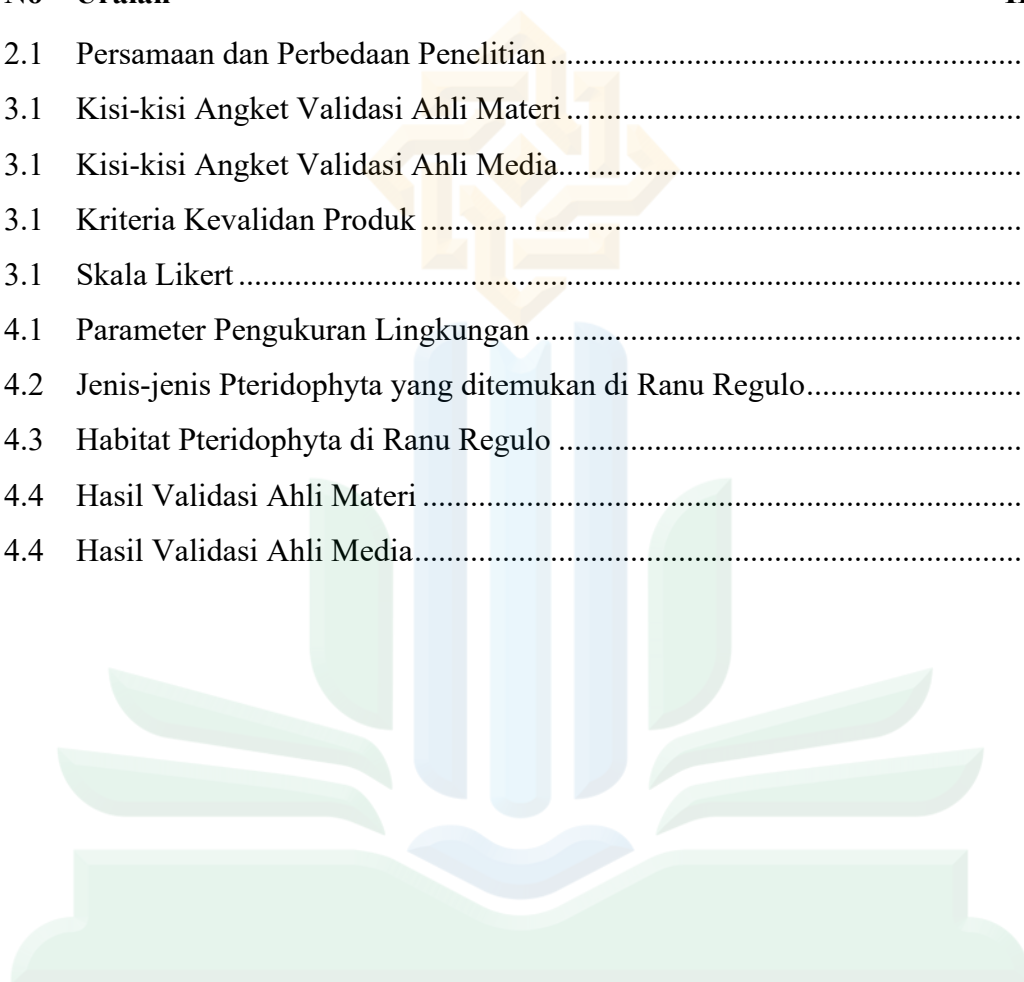 No Uraian
2.1 Persamaan dan Perbedaan Penelitian
3.1 Kisi-kisi Angket Validasi Ahli Materi
3.1 Kisi-kisi Angket Validasi Ahli Media
3.1 Kriteria Kevalidan Produk
3.1 Skala Likert
4.1 Parameter Pengukuran Lingkungan
4.2 Jenis-jenis Pteridophyta yang ditemukan di Ranu Regulo
4.3 Habitat Pteridophyta di Ranu Regulo
4.4 Hasil Validasi Ahli Materi
4.4 Hasil Validasi Ahli Media